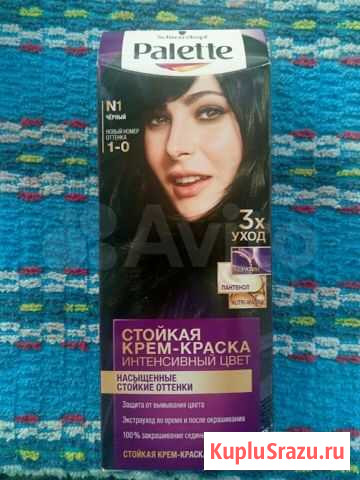 Schwarzkopf
Palette
N1
ЧЁРНЫЙ
НОВЫЙ НОМЕР
ОТТЕНКА
1-0
3x
УХОД
КЕРАТИН
ПАНТЕНОЛ
Avito
СТОЙКАЯ
КРЕМ-КРАСКА
ИНТЕНСИВНЫЙ ЦВЕТ
НАСЫЩЕННЫЕ
СТОЙКИЕ ОТТЕНКИ
Защита от вымывания цвета
Экстрауход во время и после окрашивания
100% закрашивание седины
СТОЙКАЯ КРЕМ-КРАСКА
KupluSrazu.ru